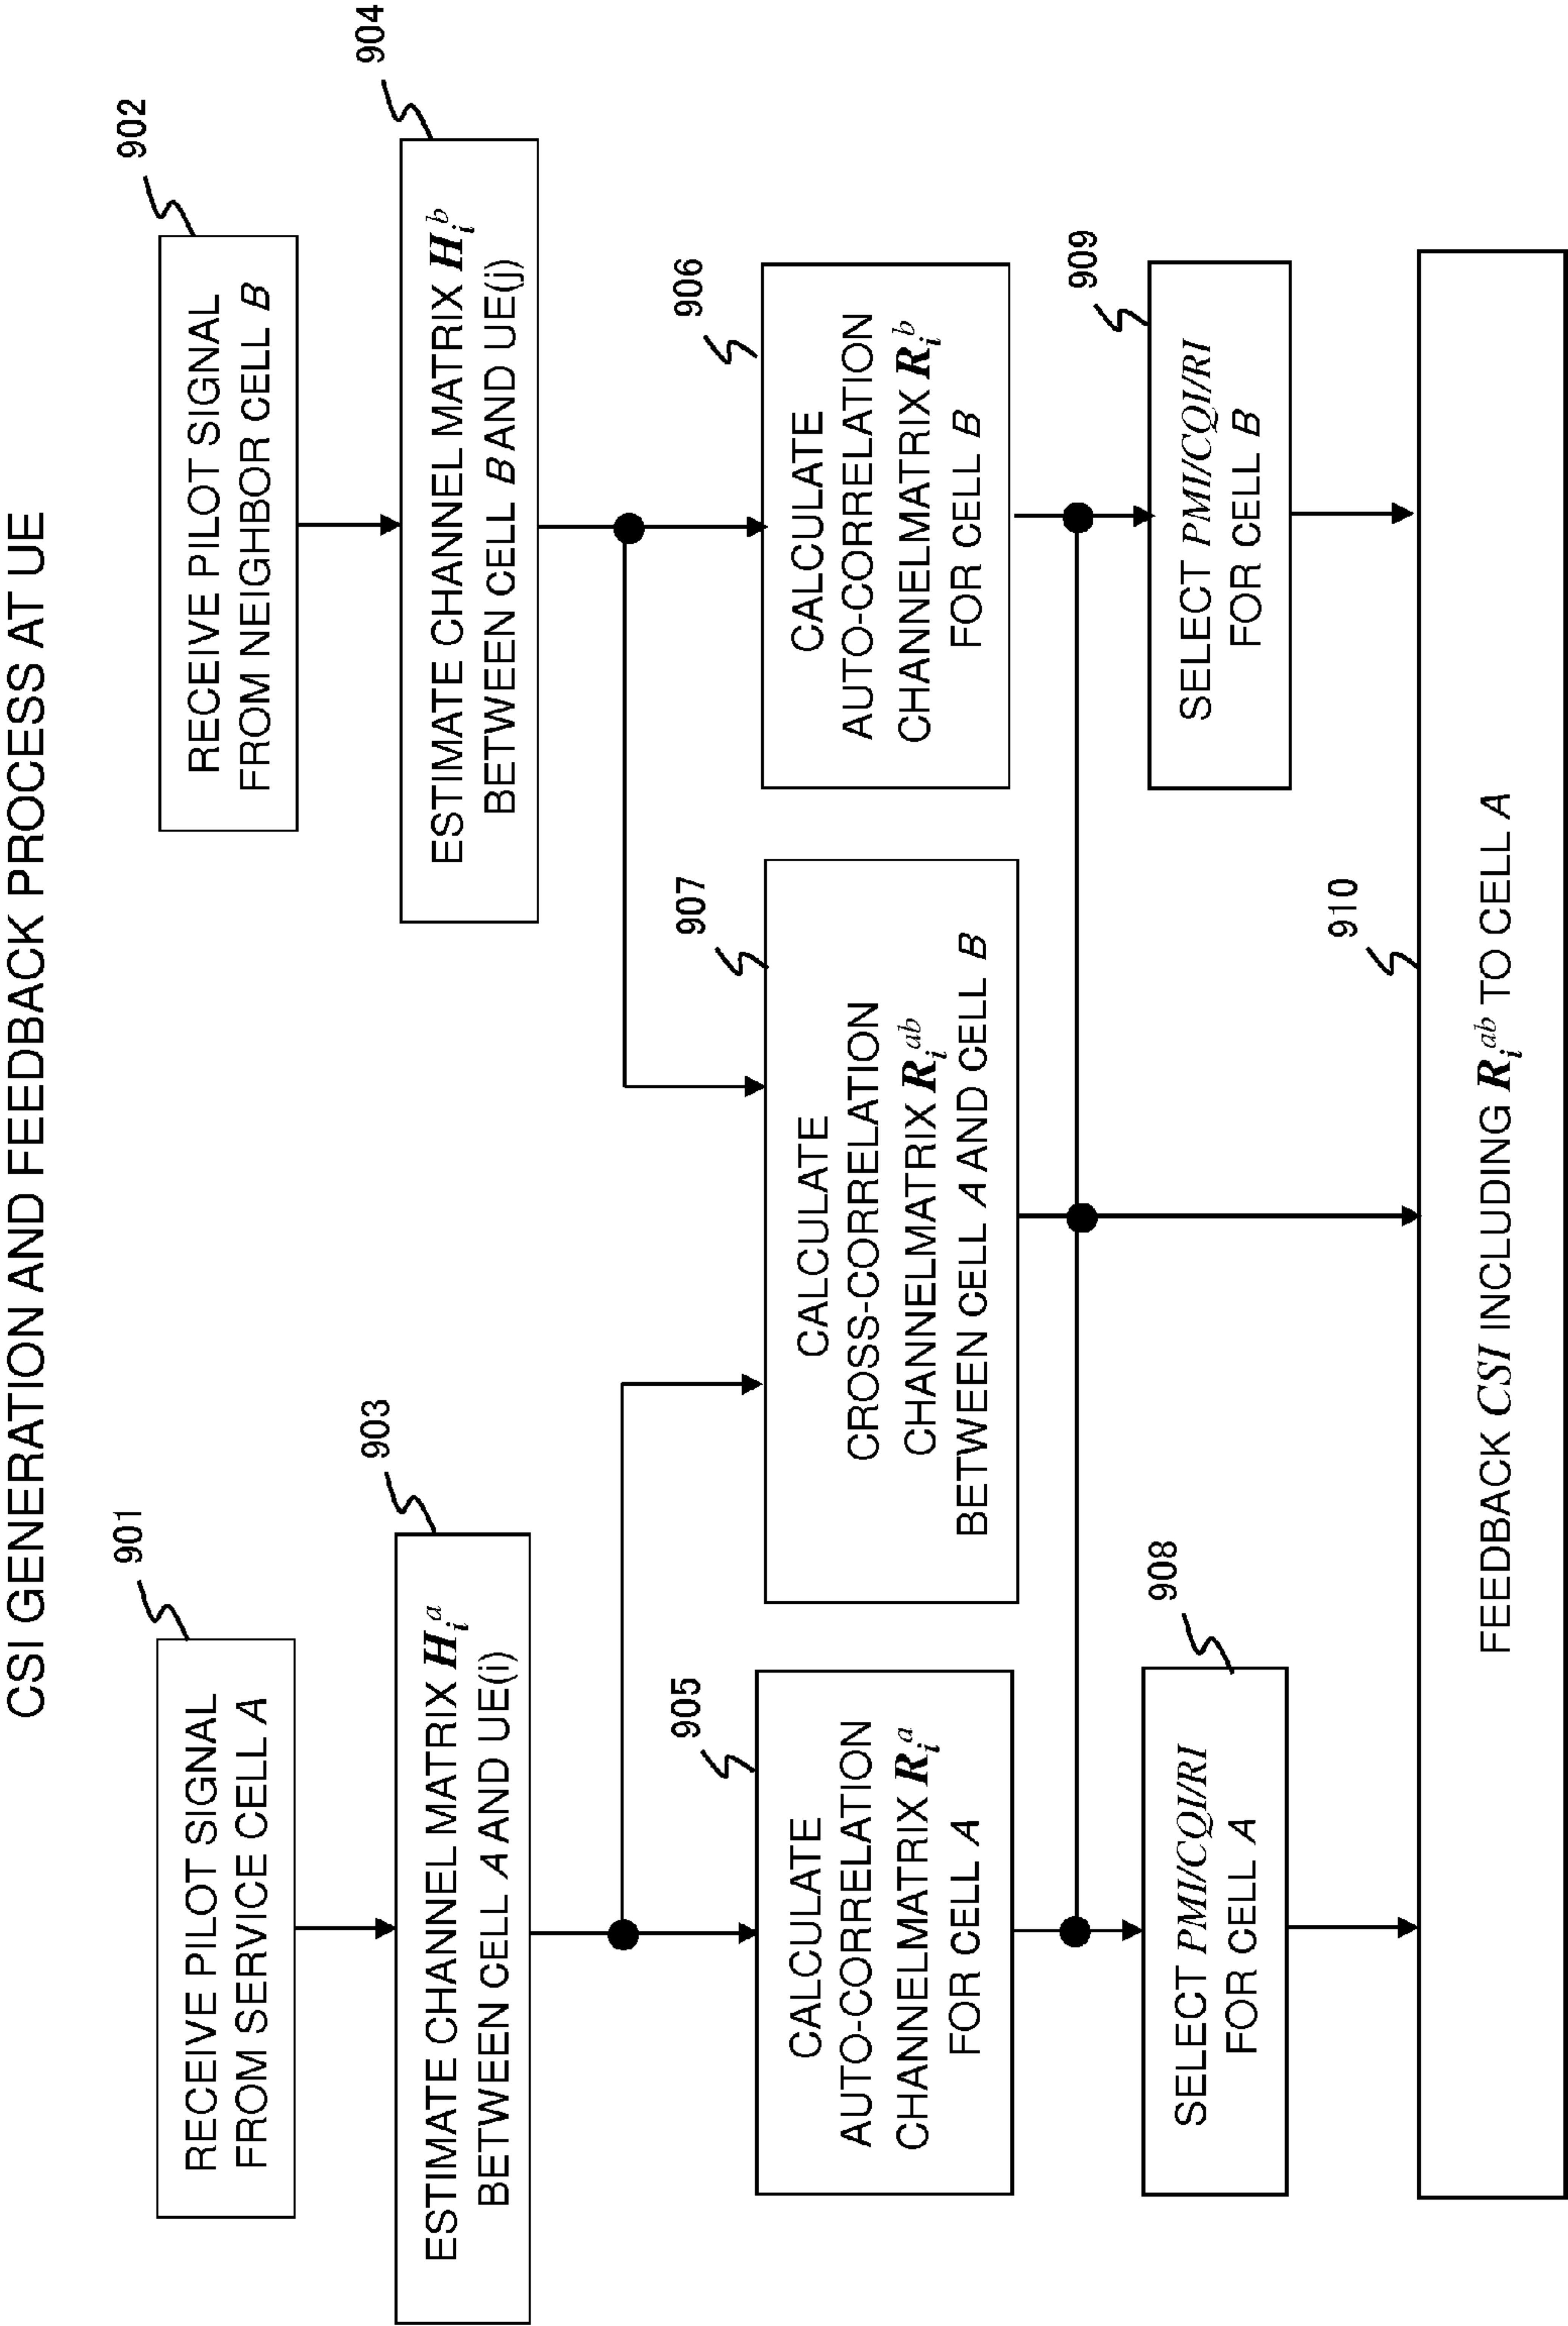 CSI GENERATION AND FEEDBACK PROCESS AT UE
901
RECEIVE PILOT SIGNAL
FROM SERVICE CELL A
902
RECEIVE PILOT SIGNAL
FROM NEIGHBOR CELL B
903
ESTIMATE CHANNEL MATRIX H_i^a
BETWEEN CELL A AND UE(i)
904
ESTIMATE CHANNEL MATRIX H_i^b
BETWEEN CELL B AND UE(j)
905
CALCULATE
AUTO-CORRELATION
CHANNELMATRIX R_i^a
FOR CELL A
907
CALCULATE
CROSS-CORRELATION
CHANNELMATRIX R_i^ab
BETWEEN CELL A AND CELL B
906
CALCULATE
AUTO-CORRELATION
CHANNELMATRIX R_i^b
FOR CELL B
908
SELECT PMI/CQI/RI
FOR CELL A
909
SELECT PMI/CQI/RI
FOR CELL B
910
FEEDBACK CSI INCLUDING R_i^ab TO CELL A